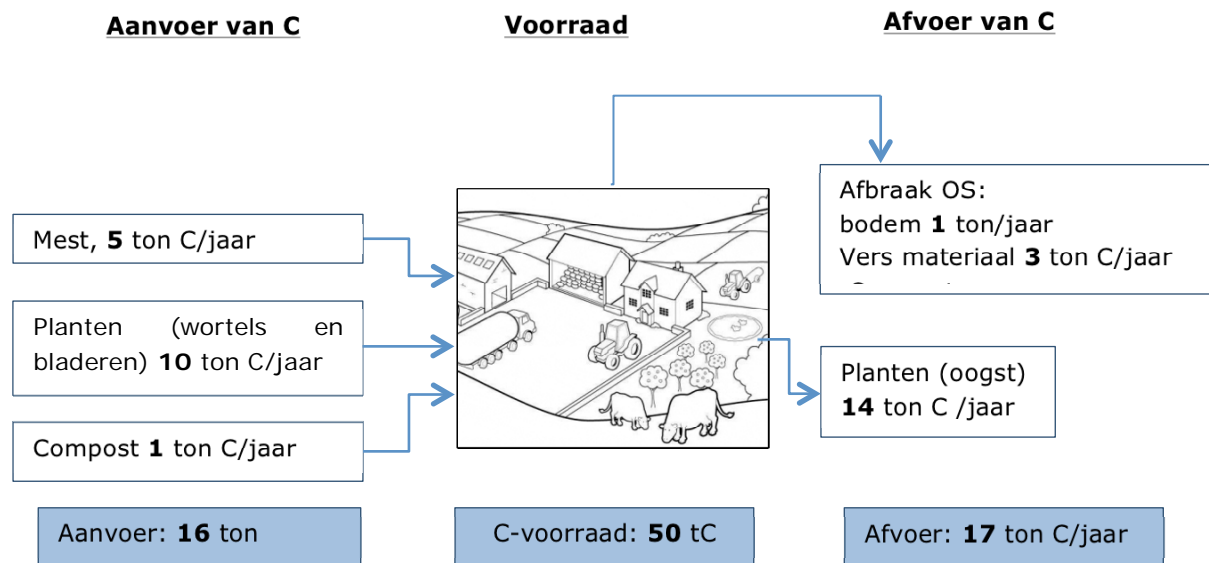 Aanvoer van C
Voorraad
Afvoer van C
Mest, 5 ton C/jaar
Planten (wortels en
bladeren) 10 ton C/jaar
Compost 1 ton C/jaar
Afbraak OS:
bodem 1 ton/jaar
Vers materiaal 3 ton C/jaar
Planten (oogst)
14 ton C /jaar
Aanvoer: 16 ton
C-voorraad: 50 tC
Afvoer: 17 ton C/jaar